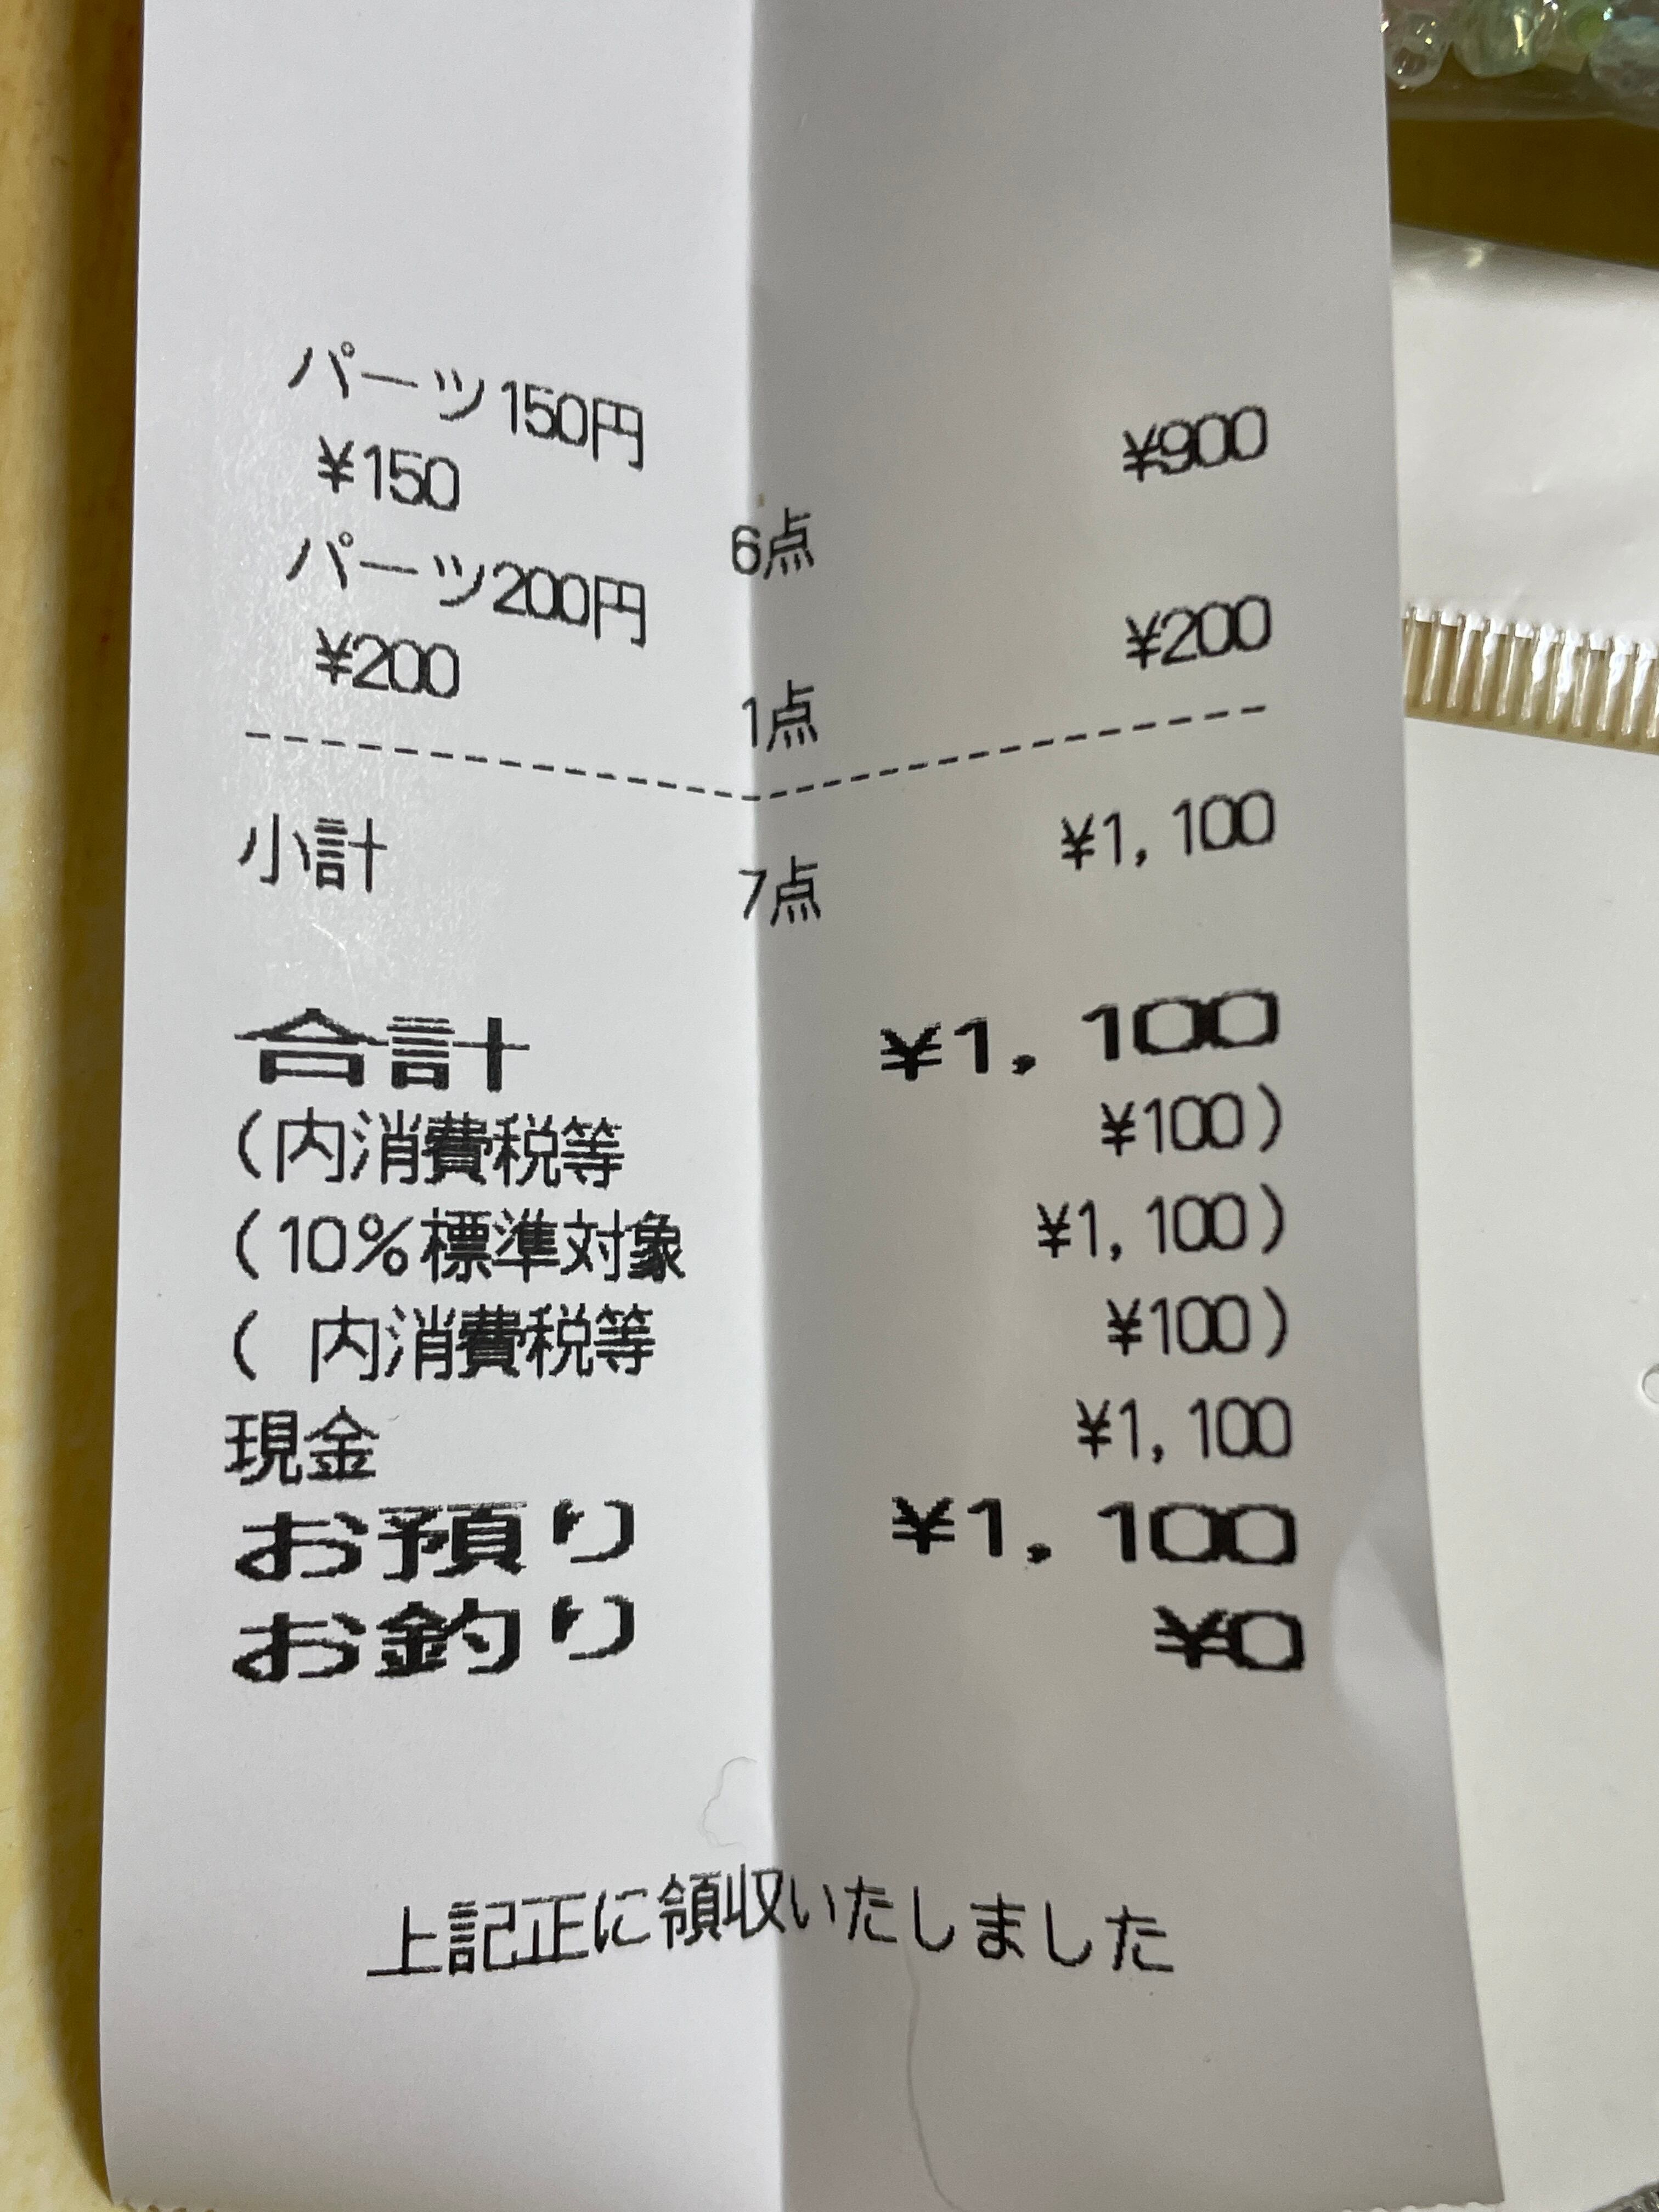 パーツ150円 ¥900
¥150 6点
パーツ200円 ¥200
¥200 1点
小計 7点 ¥1,100
合計 ¥1,100
(内消費税等 ¥100)
(10%標準対象 ¥1,100)
( 内消費税等 ¥100)
現金 ¥1,100
お預り ¥1,100
お釣り ¥0
上記正に領収いたしました